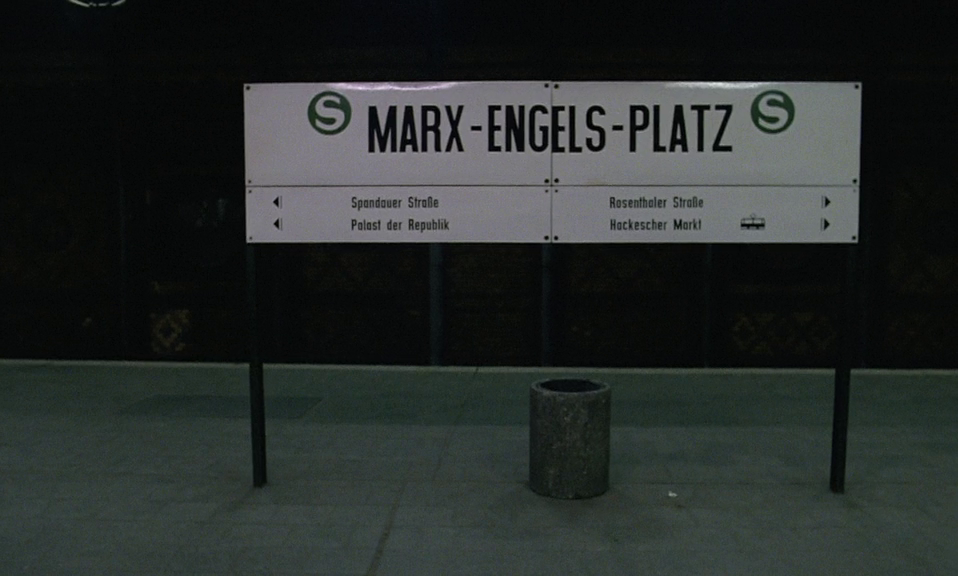 S MARX-ENGELS-PLATZ S
Spandauer Straße
Palast der Republik
Rosenthaler Straße
Hackescher Markt